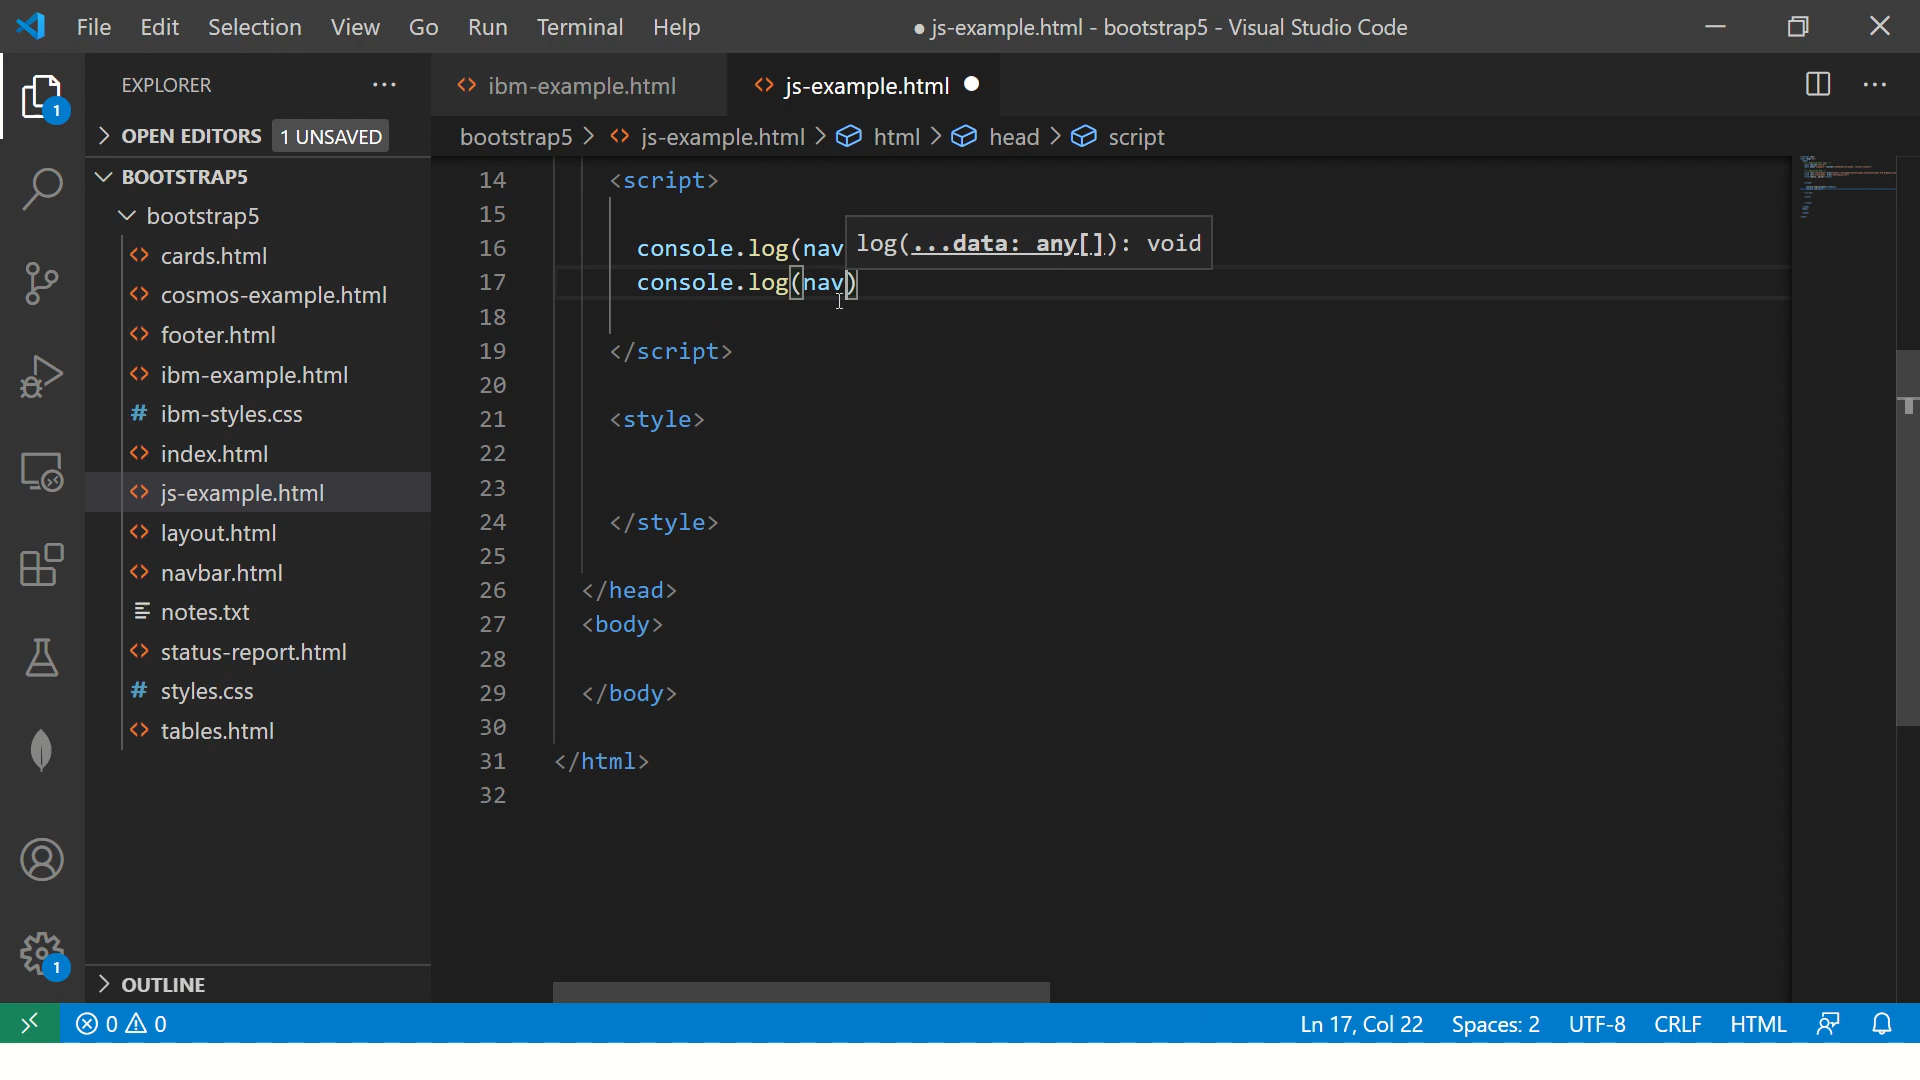 File Edit Selection View Go Run Terminal Help ● js-example.html - bootstrap5 - Visual Studio Code
EXPLORER
1
OPEN EDITORS 1 UNSAVED
BOOTSTRAP5
bootstrap5
cards.html
cosmos-example.html
footer.html
ibm-example.html
# ibm-styles.css
index.html
js-example.html
layout.html
navbar.html
notes.txt
status-report.html
# styles.css
tables.html
1
OUTLINE
ibm-example.html js-example.html
bootstrap5 > js-example.html > html > head > script
14 <script>
15
16 console.log(nav
log(...data: any[]): void
17 console.log(nav)
18
19 </script>
20
21 <style>
22
23
24 </style>
25
26 </head>
27 <body>
28
29 </body>
30
31 </html>
32
0 0 Ln 17, Col 22 Spaces: 2 UTF-8 CRLF HTML